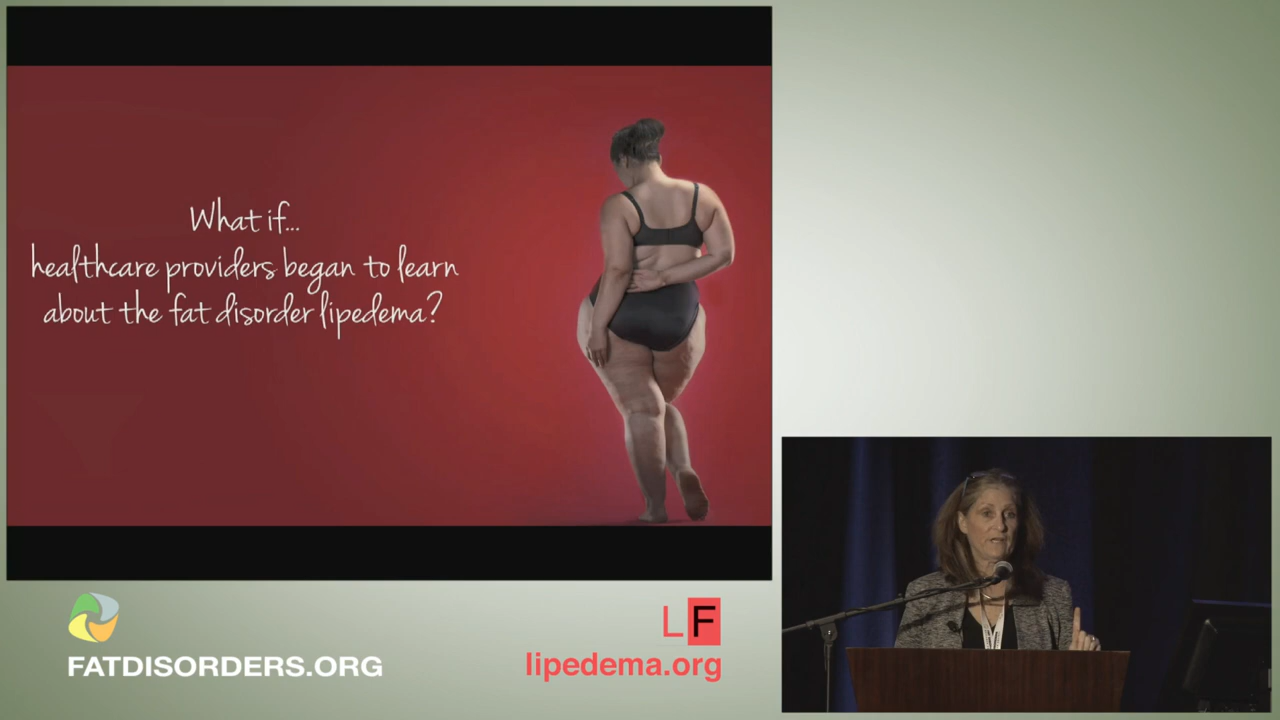 What if...
healthcare providers began to learn
about the fat disorder lipedema?
FATDISORDERS.ORG
LF
lipedema.org